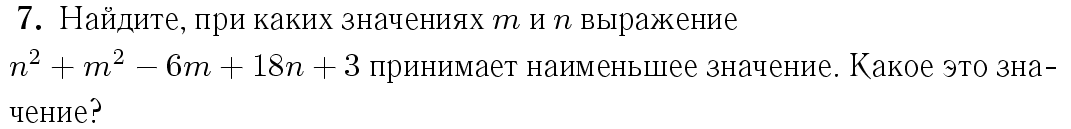 7. Найдите, при каких значениях m и n выражение
n² + m² − 6m + 18n + 3 принимает наименьшее значение. Какое это зна-
чение?